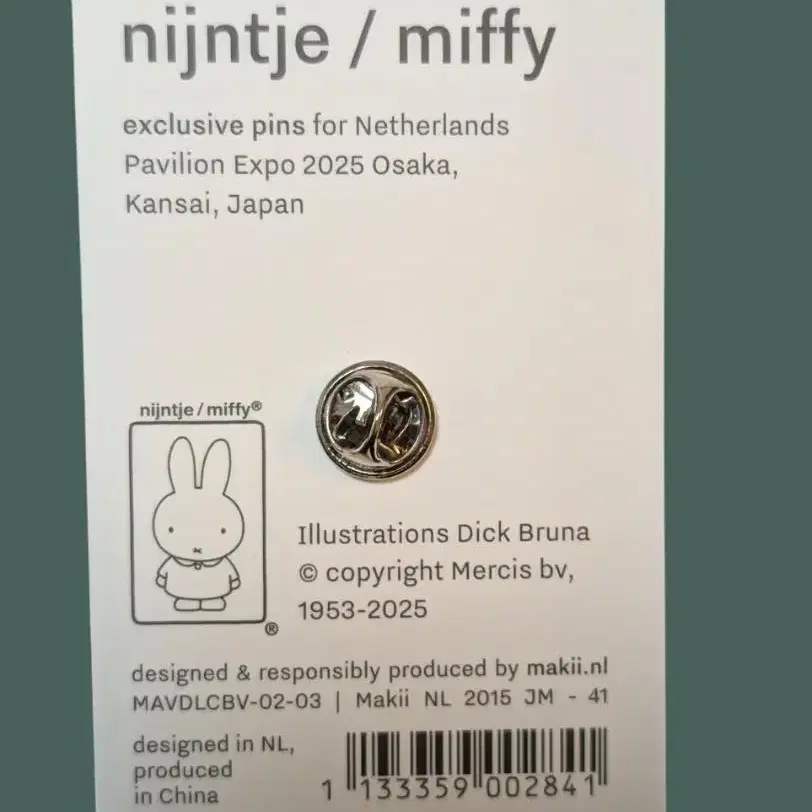 nijntje / miffy
exclusive pins for Netherlands
Pavilion Expo 2025 Osaka,
Kansai, Japan
nijntje / miffy®
®
Illustrations Dick Bruna
© copyright Mercis bv,
1953-2025
designed & responsibly produced by makii.nl
MAVDLCBV-02-03 | Makii NL 2015 JM - 41
designed in NL,
produced
in China
1 133359 002841